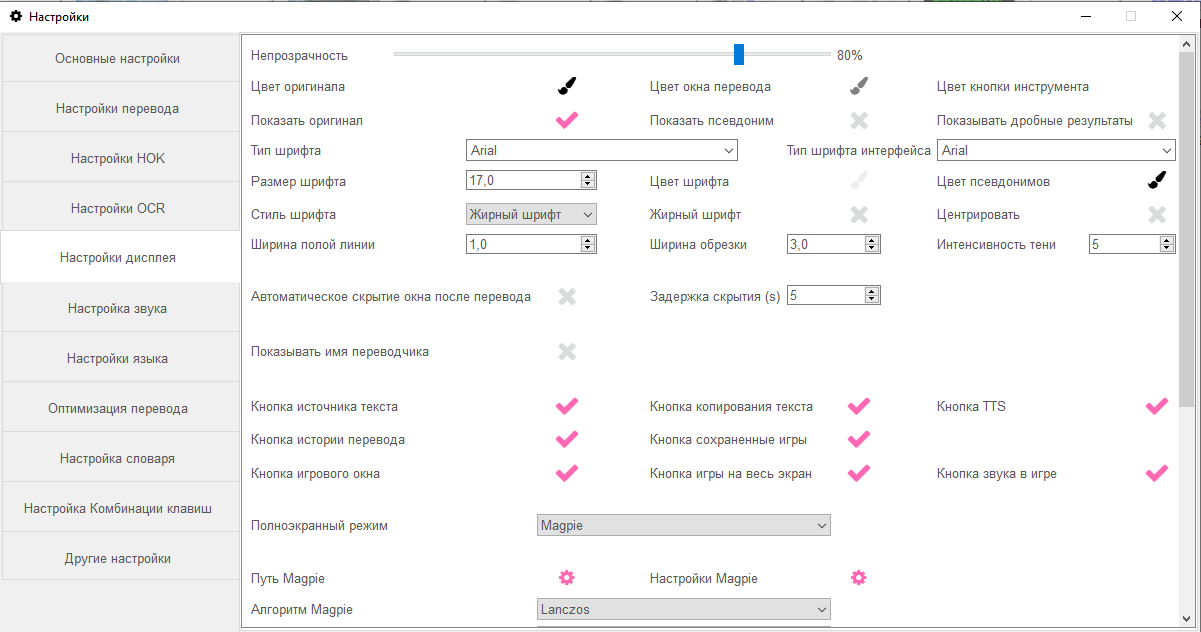 Настройки
Основные настройки
Настройки перевода
Настройки HOK
Настройки OCR
Настройки дисплея
Настройка звука
Настройки языка
Оптимизация перевода
Настройка словаря
Настройка Комбинации клавиш
Другие настройки
Непрозрачность 80%
Цвет оригинала Цвет окна перевода Цвет кнопки инструмента
Показать оригинал Показать псевдоним Показывать дробные результаты
Тип шрифта Arial Тип шрифта интерфейса Arial
Размер шрифта 17,0 Цвет шрифта Цвет псевдонимов
Стиль шрифта Жирный шрифт Жирный шрифт Центрировать
Ширина полой линии 1,0 Ширина обрезки 3,0 Интенсивность тени 5
Автоматическое скрытие окна после перевода Задержка скрытия (s) 5
Показывать имя переводчика
Кнопка источника текста Кнопка копирования текста Кнопка TTS
Кнопка истории перевода Кнопка сохраненные игры
Кнопка игрового окна Кнопка игры на весь экран Кнопка звука в игре
Полноэкранный режим Magpie
Путь Magpie Настройки Magpie
Алгоритм Magpie Lanczos